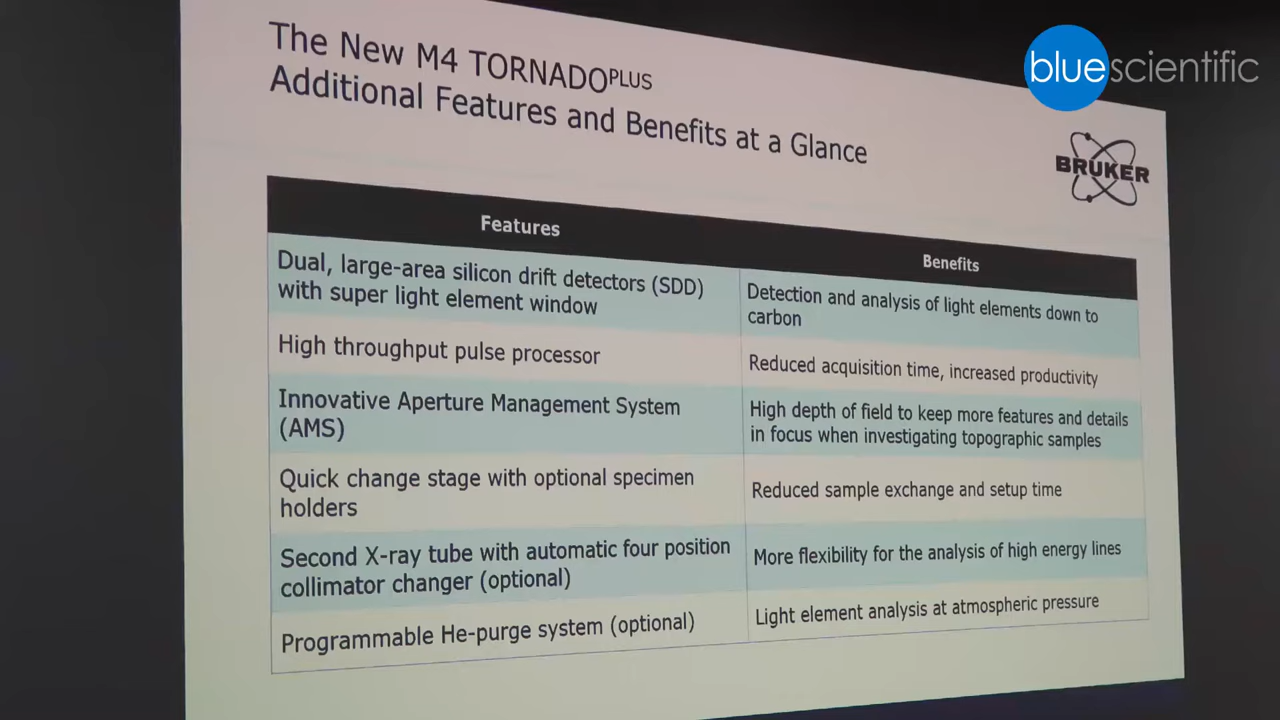 bluescientific
The New M4 TORNADOPLUS
Additional Features and Benefits at a Glance
BRUKER
Features
Benefits
Dual, large-area silicon drift detectors (SDD)
with super light element window
Detection and analysis of light elements down to
carbon
High throughput pulse processor
Reduced acquisition time, increased productivity
Innovative Aperture Management System
(AMS)
High depth of field to keep more features and details
in focus when investigating topographic samples
Quick change stage with optional specimen
holders
Reduced sample exchange and setup time
Second X-ray tube with automatic four position
collimator changer (optional)
More flexibility for the analysis of high energy lines
Programmable He-purge system (optional)
Light element analysis at atmospheric pressure